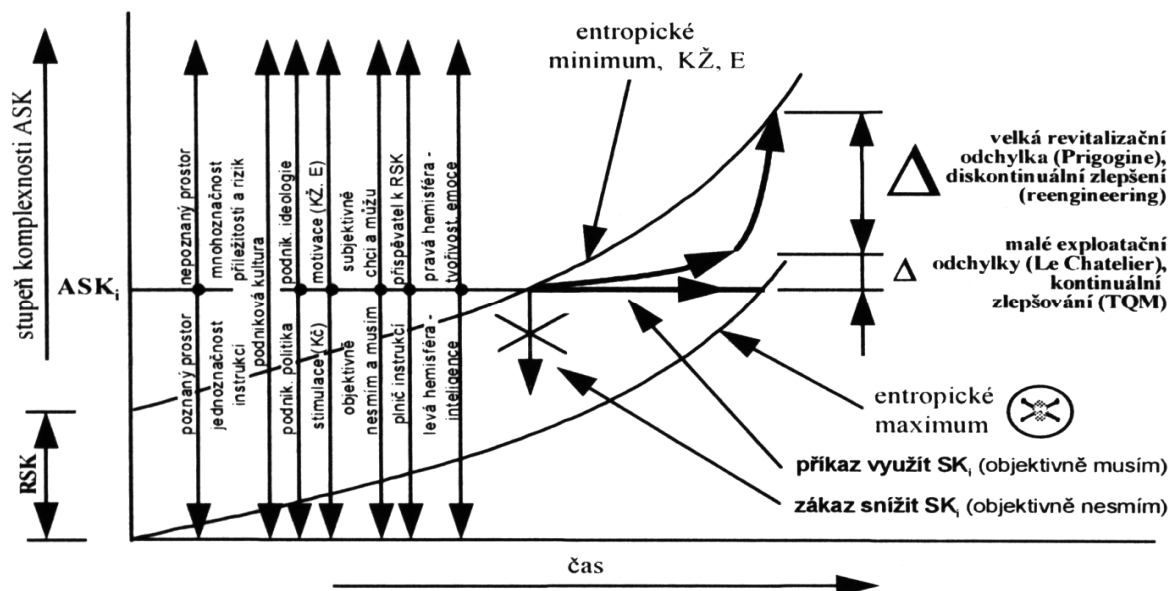 stupeň komplexnosti ASK
ASKi
RSK
nepoznaný prostor
mnohoznačnost
příležitostí a rizik
podniková kultura
podnik. ideologie
motivace (KŽ. E)
subjektivně
chci a můžu
přispěvatel k RSK
pravá hemisféra -
tvořivost, emoce
poznaný prostor
jednoznačnost
instrukcí
podnik. politika
stimulace (Kč)
objektivně
nesmím a musím
plnič instrukcí
levá hemisféra -
inteligence
entropické
minimum, KŽ, E
velká revitalizační
odchylka (Prigogine),
diskontinuální zlepšení
(reengineering)
malé exploatační
odchylky (Le Chatelier),
kontinuální
zlepšování (TQM)
entropické
maximum
příkaz využít SKi (objektivně musím)
zákaz snížit SKi (objektivně nesmím)
čas